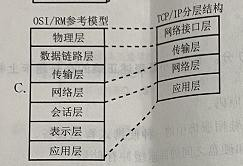 OSI/RM参考模型
TCP/IP分层结构
C.
物理层
数据链路层
传输层
网络层
会话层
表示层
应用层
网络接口层
传输层
网络层
应用层